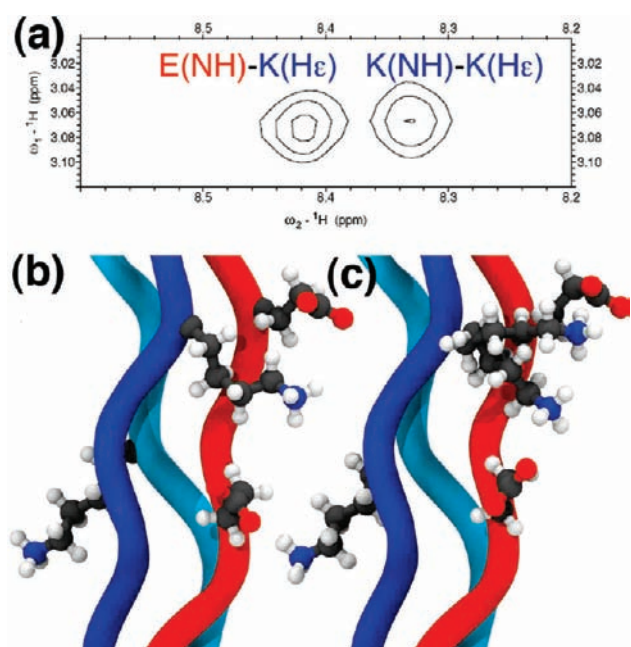 (a)
8.5 8.4 8.3 8.2
E(NH)-K(Hε) K(NH)-K(Hε)
3.02 3.02
3.04 3.04
3.06 3.06
3.08 3.08
3.10 3.10
ω1 - 1H (ppm)
8.5 8.4 8.3 8.2
ω2 - 1H (ppm)
(b) (c)